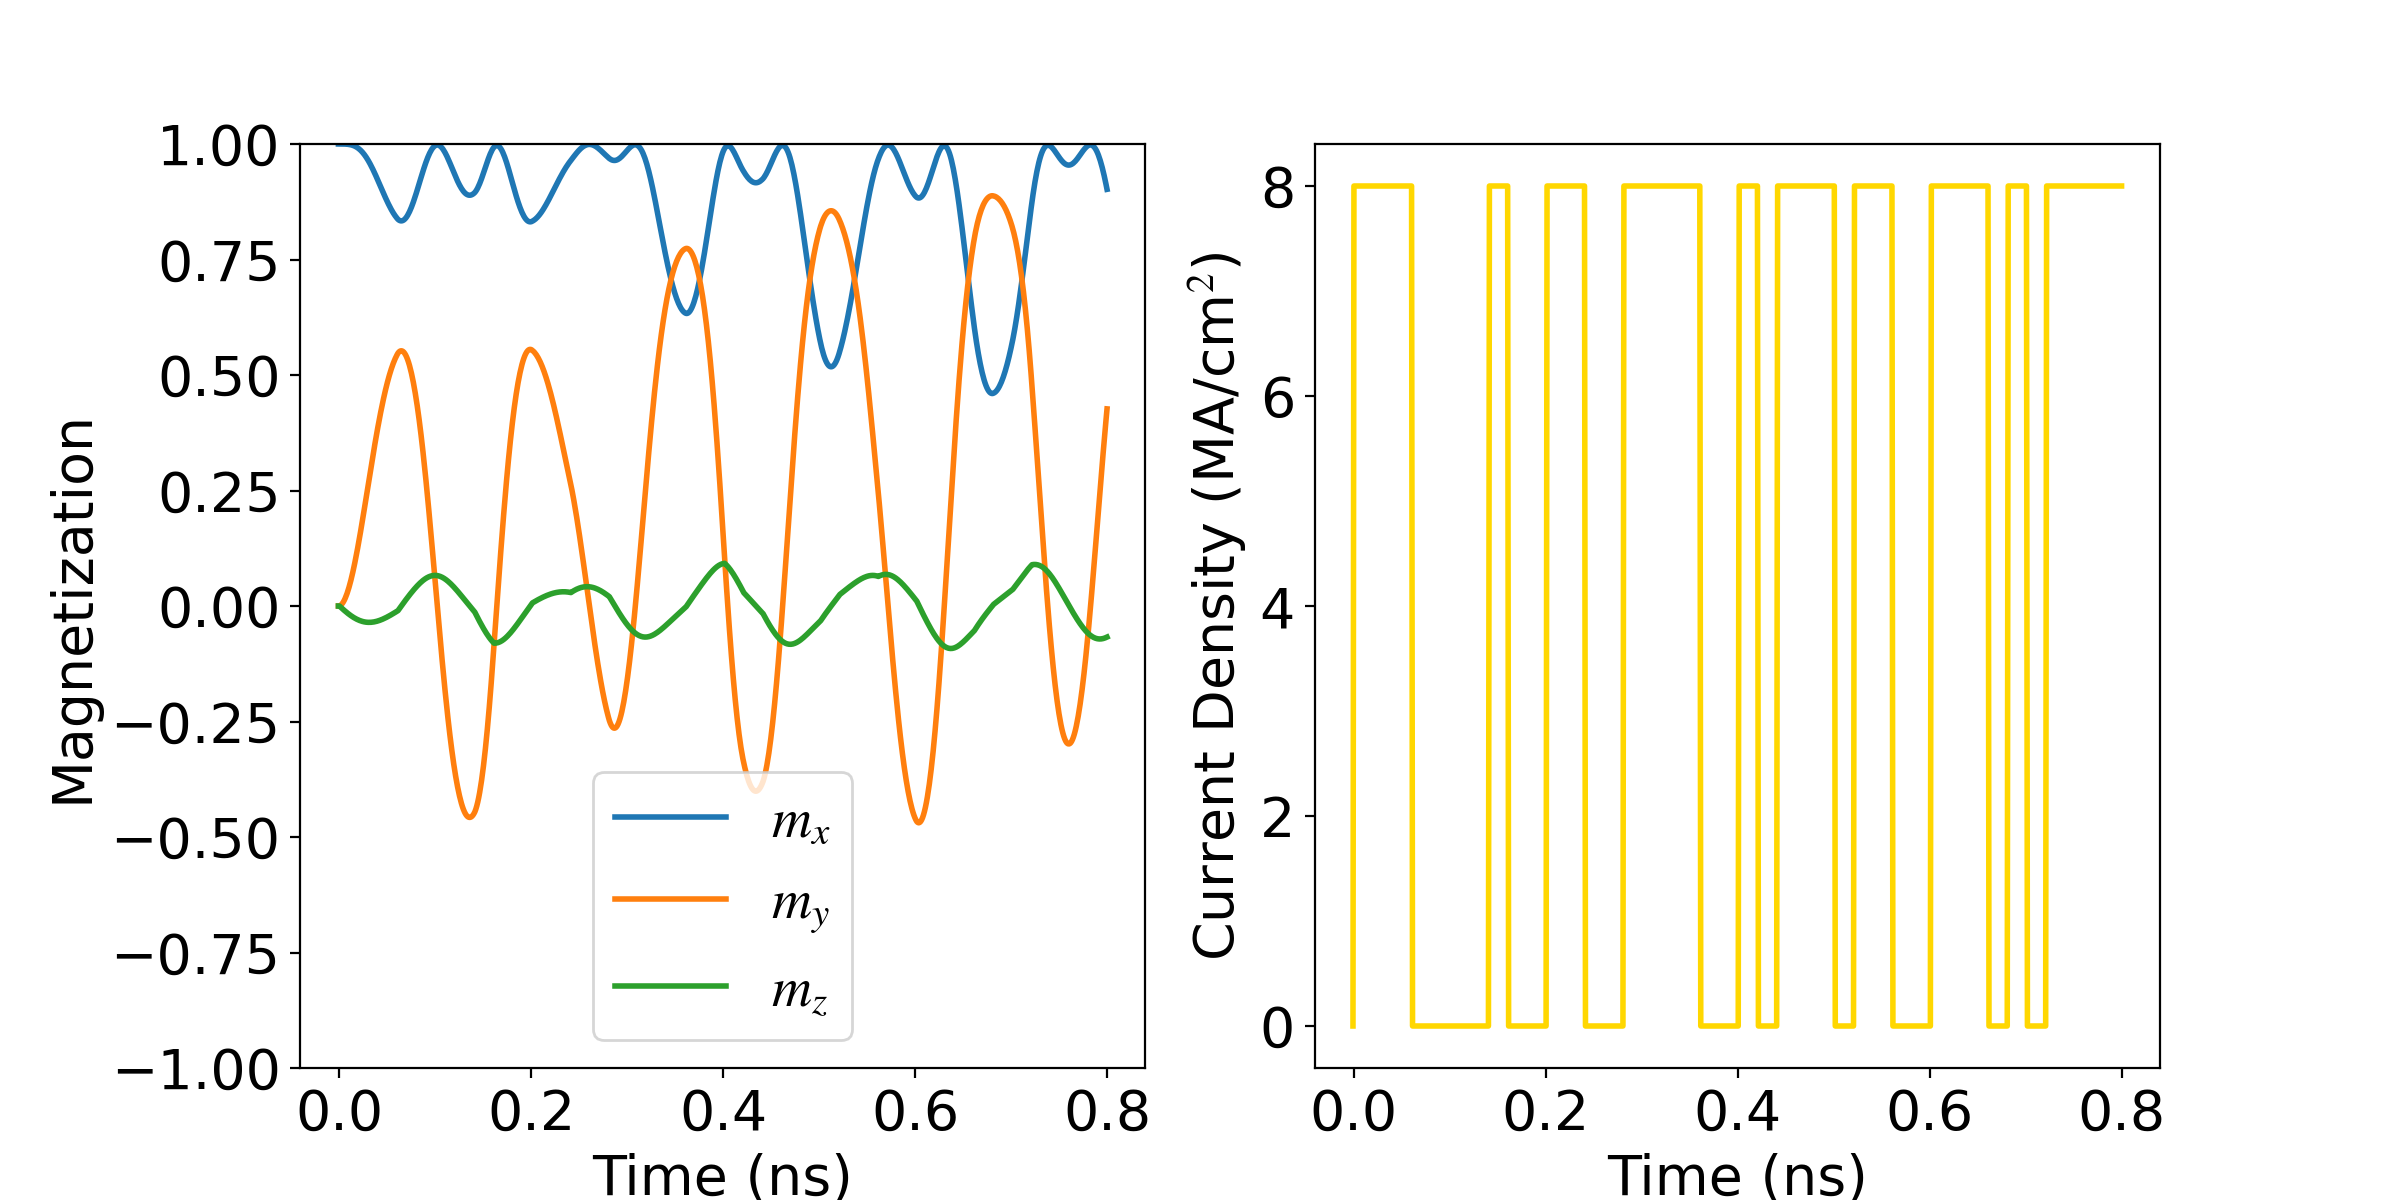 Magnetization
1.00
0.75
0.50
0.25
0.00
−0.25
−0.50
−0.75
−1.00
0.0 0.2 0.4 0.6 0.8
Time (ns)
m_x
m_y
m_z
Current Density (MA/cm²)
8
6
4
2
0
0.0 0.2 0.4 0.6 0.8
Time (ns)